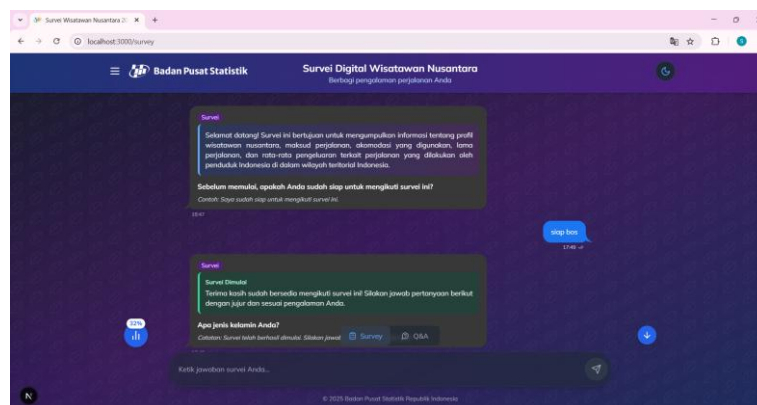 Survei Wisatawan Nusantara 2
localhost:3000/survey
Badan Pusat Statistik
Survei Digital Wisatawan Nusantara
Berbagi pengalaman perjalanan Anda
Survei
Selamat datang! Survei ini bertujuan untuk mengumpulkan informasi tentang profil
wisatawan nusantara, maksud perjalanan, akomodasi yang digunakan, lama
perjalanan, dan rata-rata pengeluaran terkait perjalanan yang dilakukan oleh
penduduk Indonesia di dalam wilayah teritorial Indonesia.
Sebelum memulai, apakah Anda sudah siap untuk mengikuti survei ini?
Contoh: Saya sudah siap untuk mengikuti survei ini.
siap bos
17:48
Survei
Survei Dimulai
Terima kasih sudah bersedia mengikuti survei ini! Silakan jawab pertanyaan berikut
dengan jujur dan sesuai pengalaman Anda.
32%
Apa jenis kelamin Anda?
Catatan: Survei telah berhasil dimulai. Silakan jawab
Survey
Q&A
Ketik jawaban survei Anda...
N
© 2025 Badan Pusat Statistik Republik Indonesia